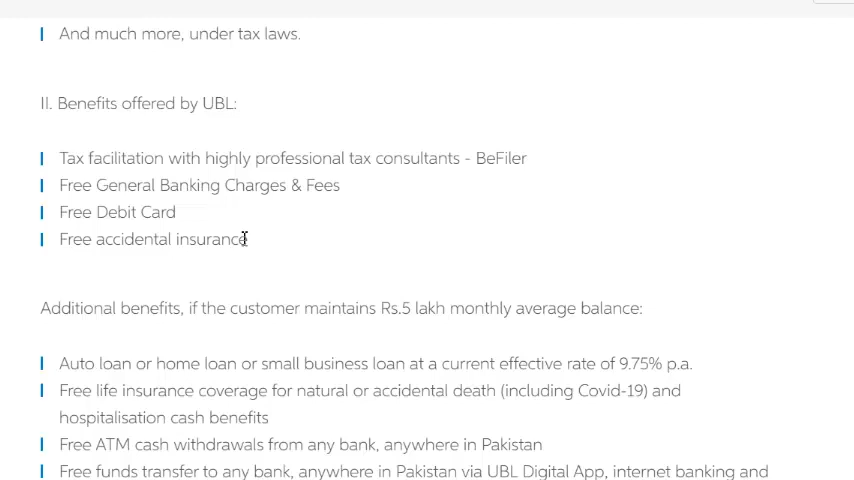 And much more, under tax laws.
II. Benefits offered by UBL:
Tax facilitation with highly professional tax consultants - BeFiler
Free General Banking Charges & Fees
Free Debit Card
Free accidental insurance
Additional benefits, if the customer maintains Rs.5 lakh monthly average balance:
Auto loan or home loan or small business loan at a current effective rate of 9.75% p.a.
Free life insurance coverage for natural or accidental death (including Covid-19) and
hospitalisation cash benefits
Free ATM cash withdrawals from any bank, anywhere in Pakistan
Free funds transfer to any bank, anywhere in Pakistan via UBL Digital App, internet banking and